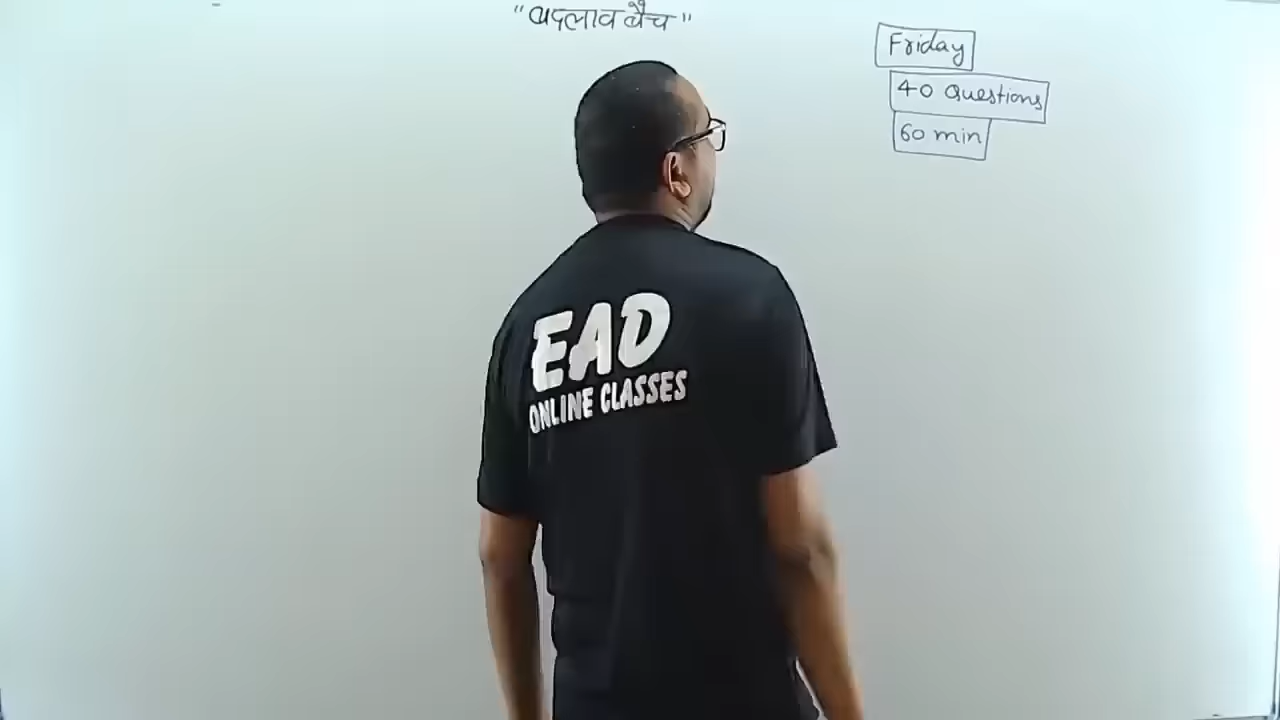 "बदलाव बैच"
Friday
40 Questions
60 min
EAD
ONLINE CLASSES